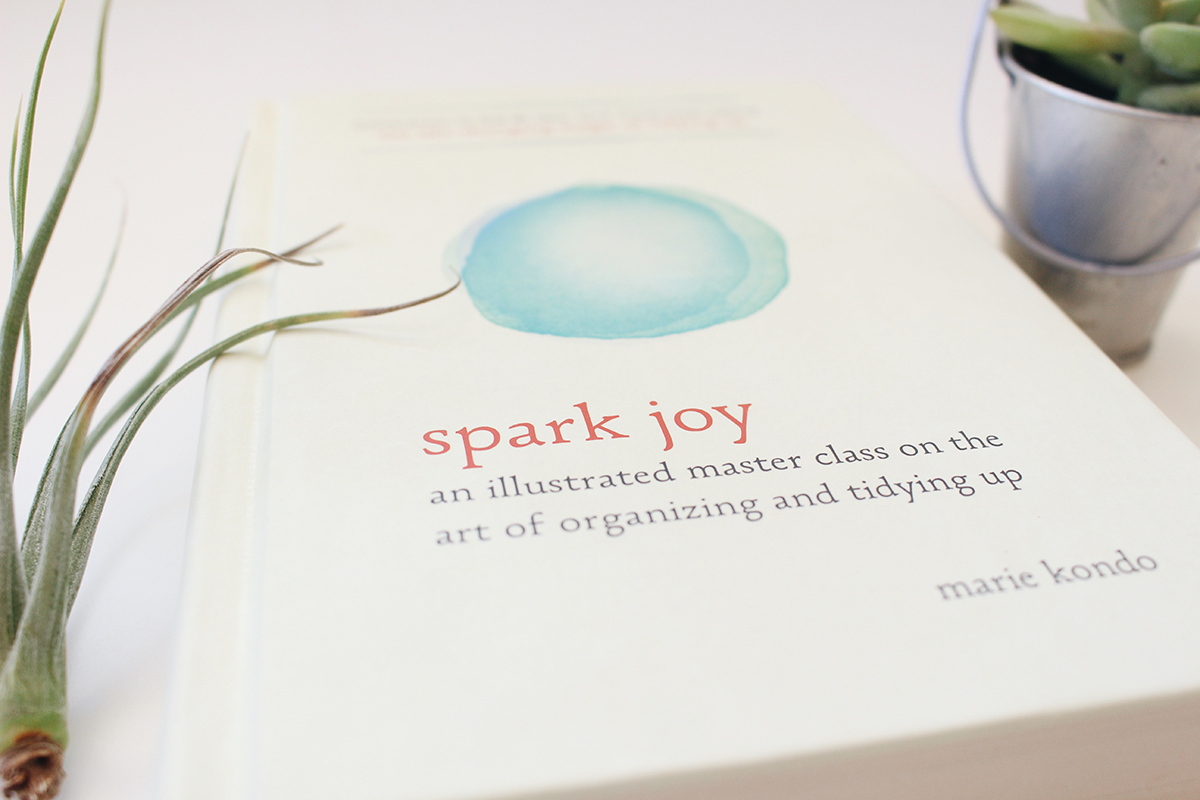 spark joy
an illustrated master class on the
art of organizing and tidying up
marie kondo